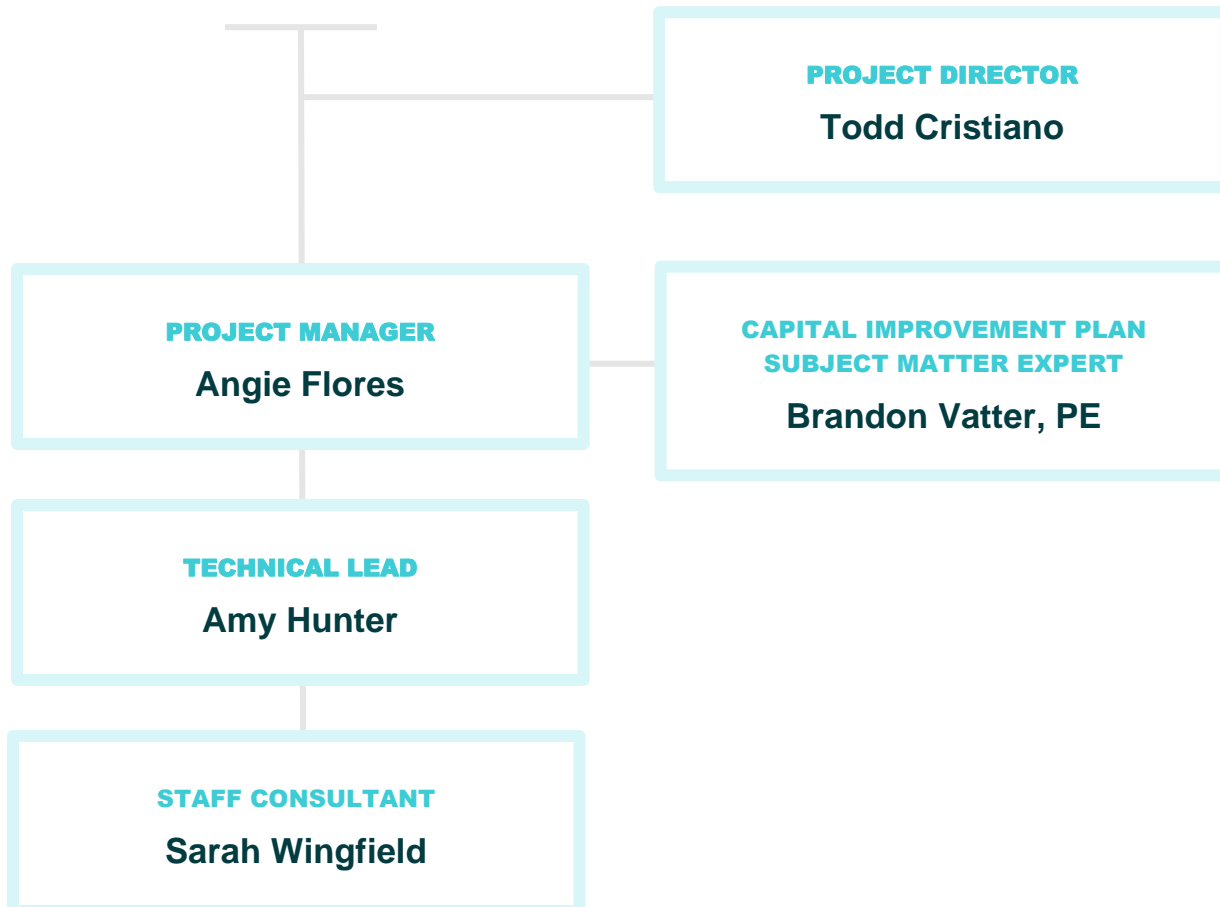 PROJECT DIRECTOR
Todd Cristiano
PROJECT MANAGER
Angie Flores
CAPITAL IMPROVEMENT PLAN
SUBJECT MATTER EXPERT
Brandon Vatter, PE
TECHNICAL LEAD
Amy Hunter
STAFF CONSULTANT
Sarah Wingfield